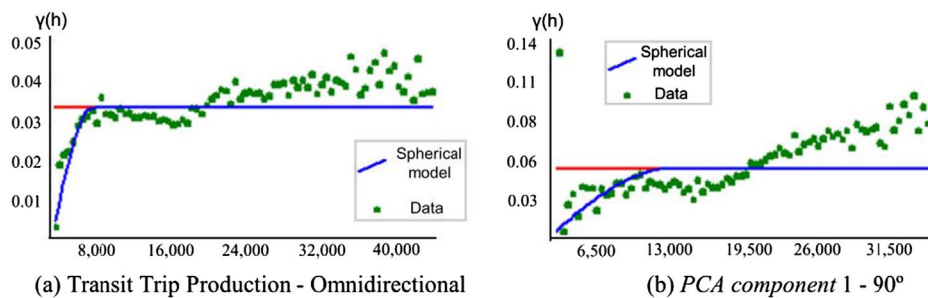 γ(h)
0.05
0.04
0.03
0.02
0.01
Spherical
model
Data
8,000 16,000 24,000 32,000 40,000
(a) Transit Trip Production - Omnidirectional
γ(h)
0.14
0.11
0.08
0.06
0.03
Spherical
model
Data
6,500 13,000 19,500 26,000 31,500
(b) PCA component 1 - 90º